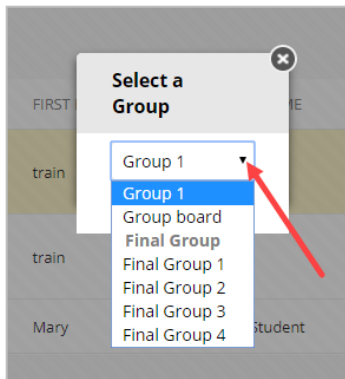 Select a
Group
FIRST
ME
Group 1
train
Group 1
Group board
Final Group
train
Final Group 1
Final Group 2
Final Group 3
Mary
Student
Final Group 4